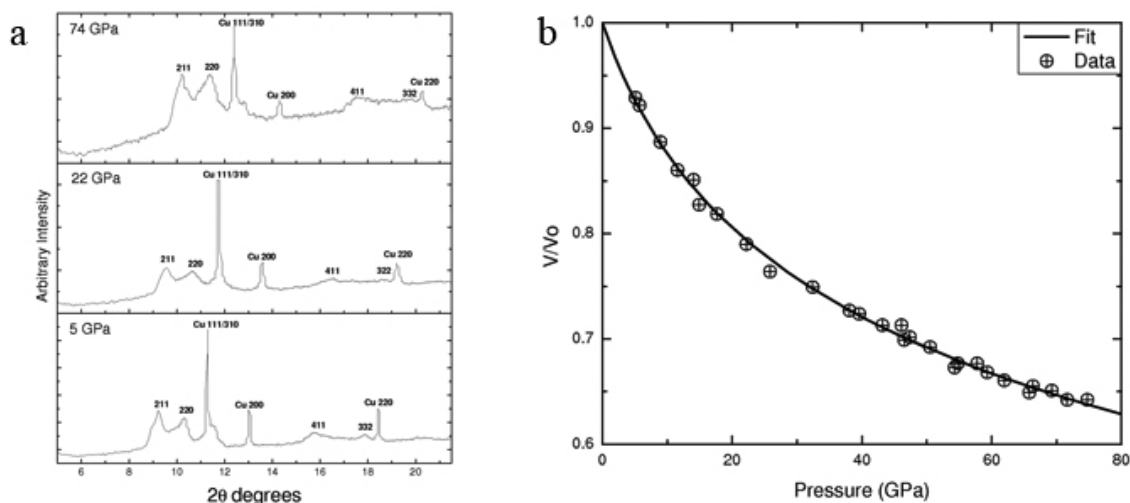 a
74 GPa
211
220
Cu 111/310
Cu 200
411
332
Cu 220
22 GPa
211
220
Cu 111/310
Cu 200
411
322
Cu 220
5 GPa
211
220
Cu 111/310
Cu 200
411
332
Cu 220
Arbitrary Intensity
6 8 10 12 14 16 18 20
2θ degrees
b
Fit
Data
1.0
0.9
0.8
0.7
0.6
V/Vo
0 20 40 60 80
Pressure (GPa)